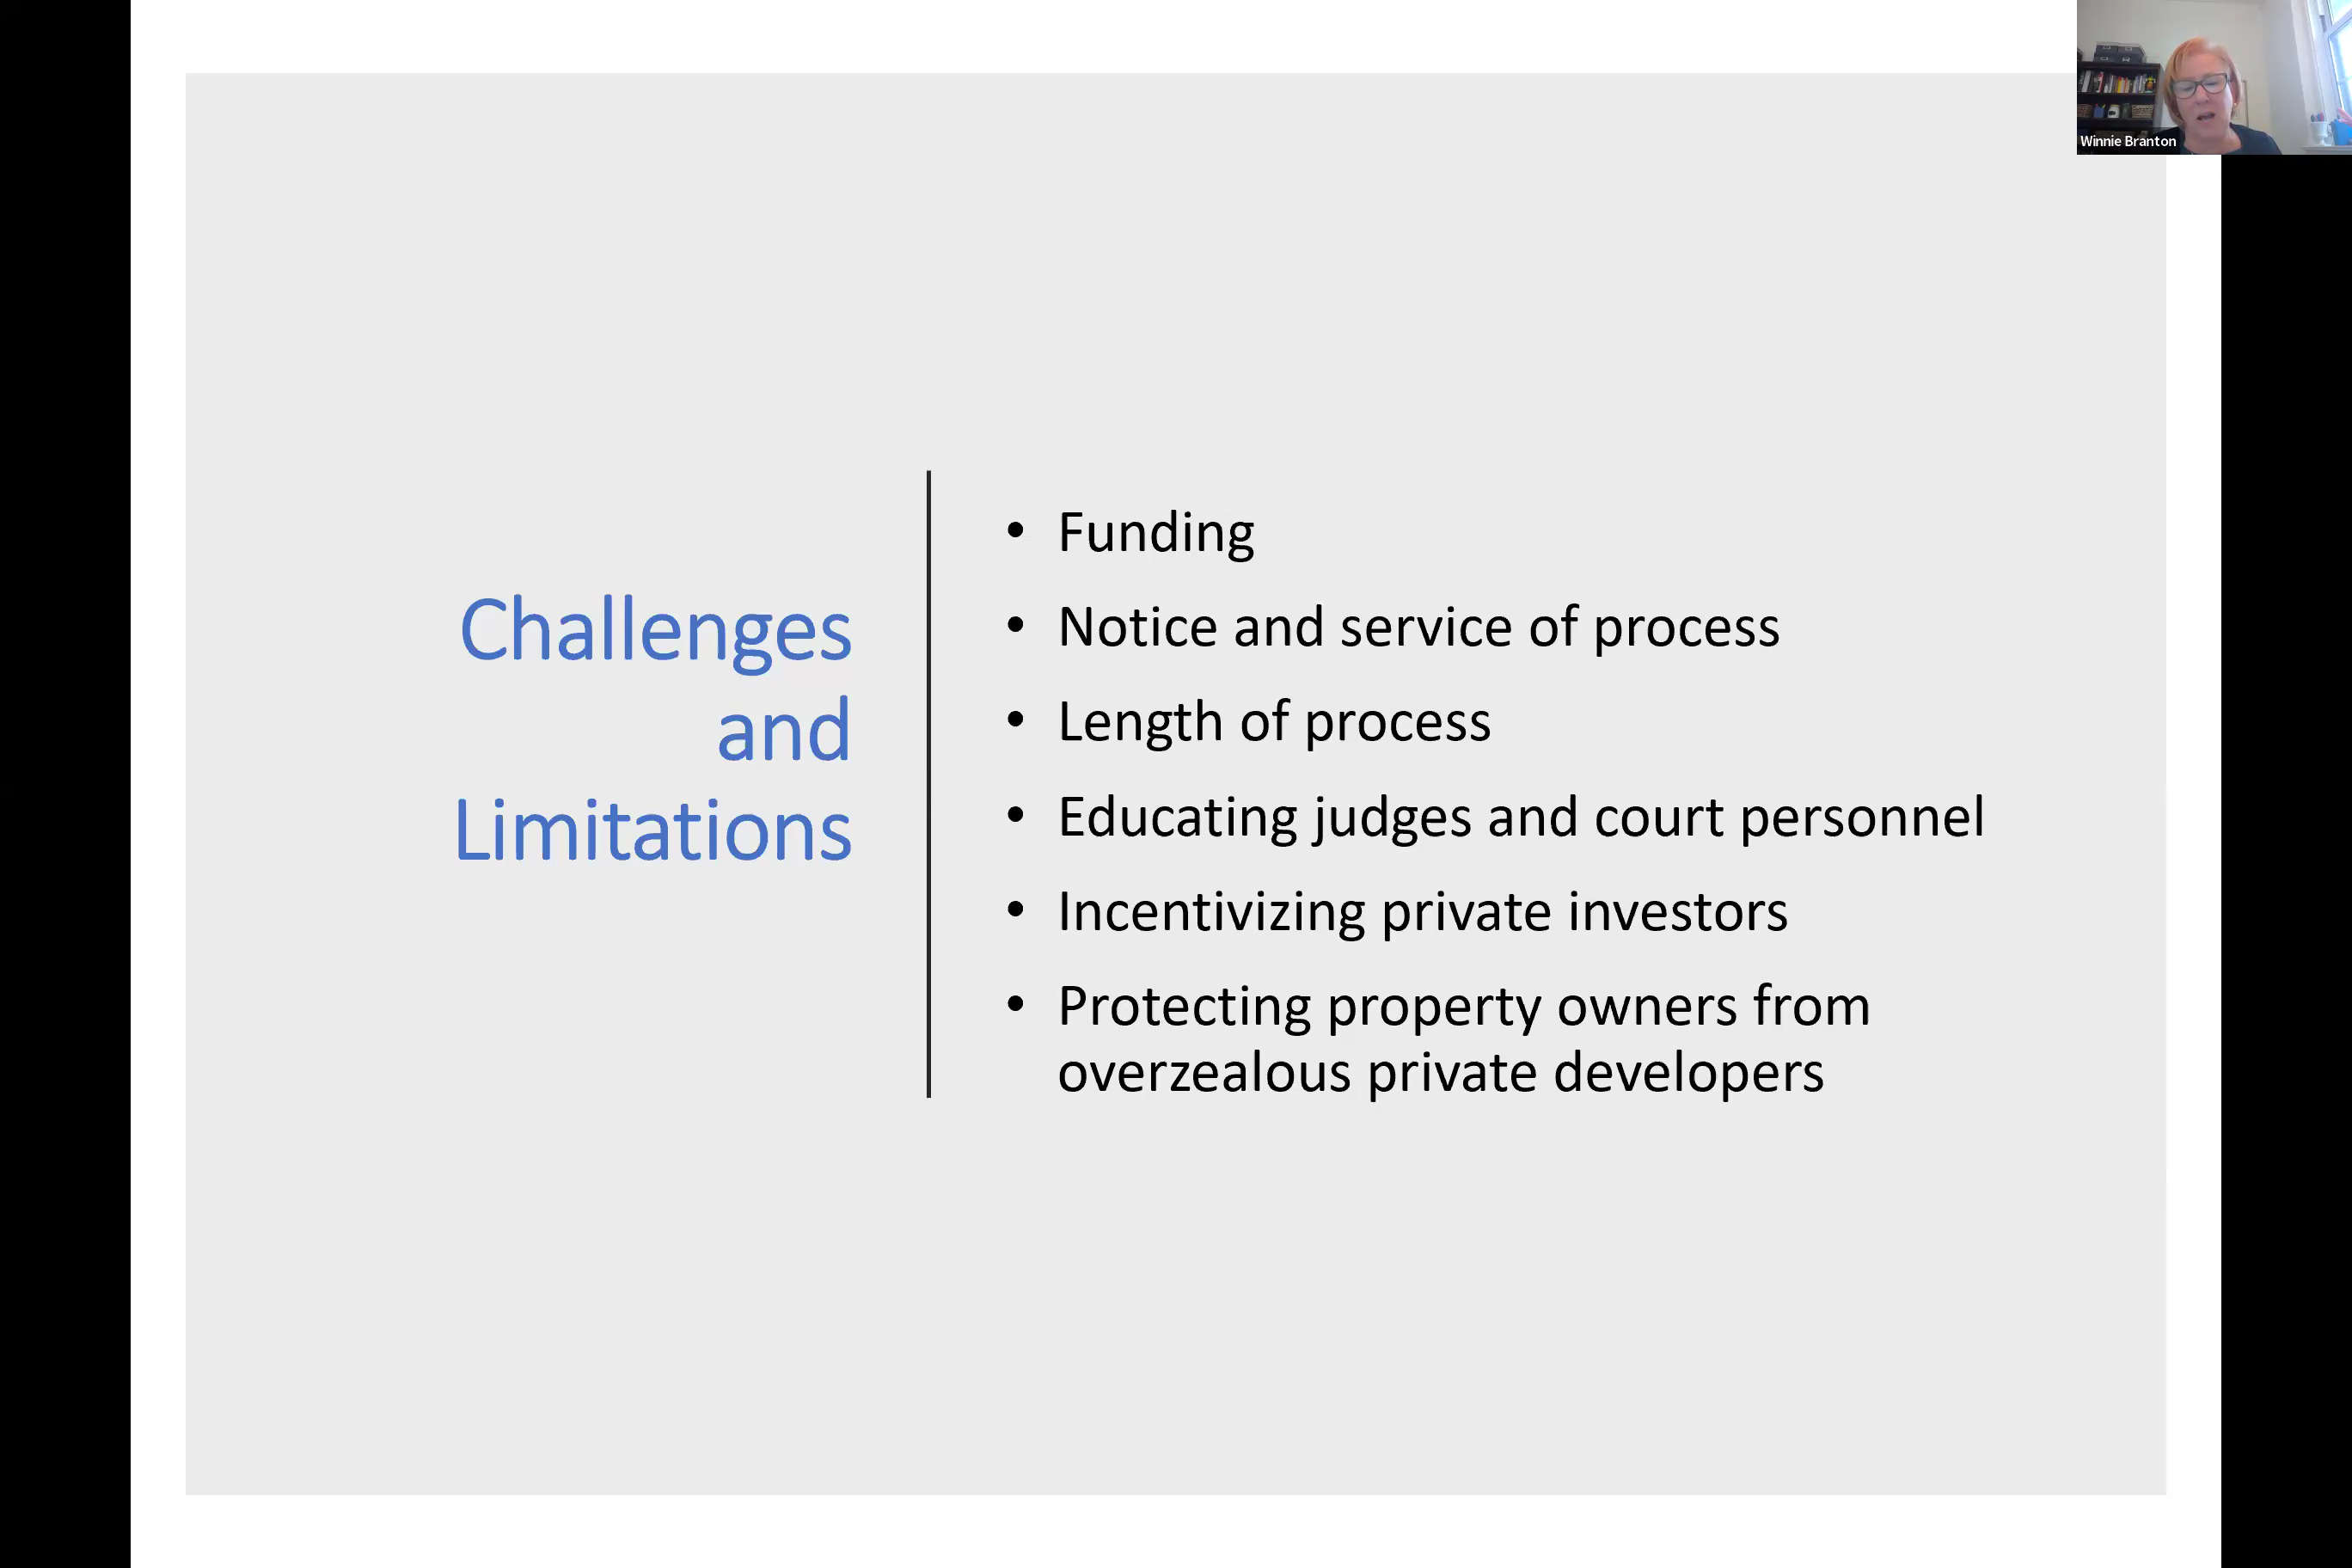 Winnie Branton
Challenges
and
Limitations
• Funding
• Notice and service of process
• Length of process
• Educating judges and court personnel
• Incentivizing private investors
• Protecting property owners from
overzealous private developers